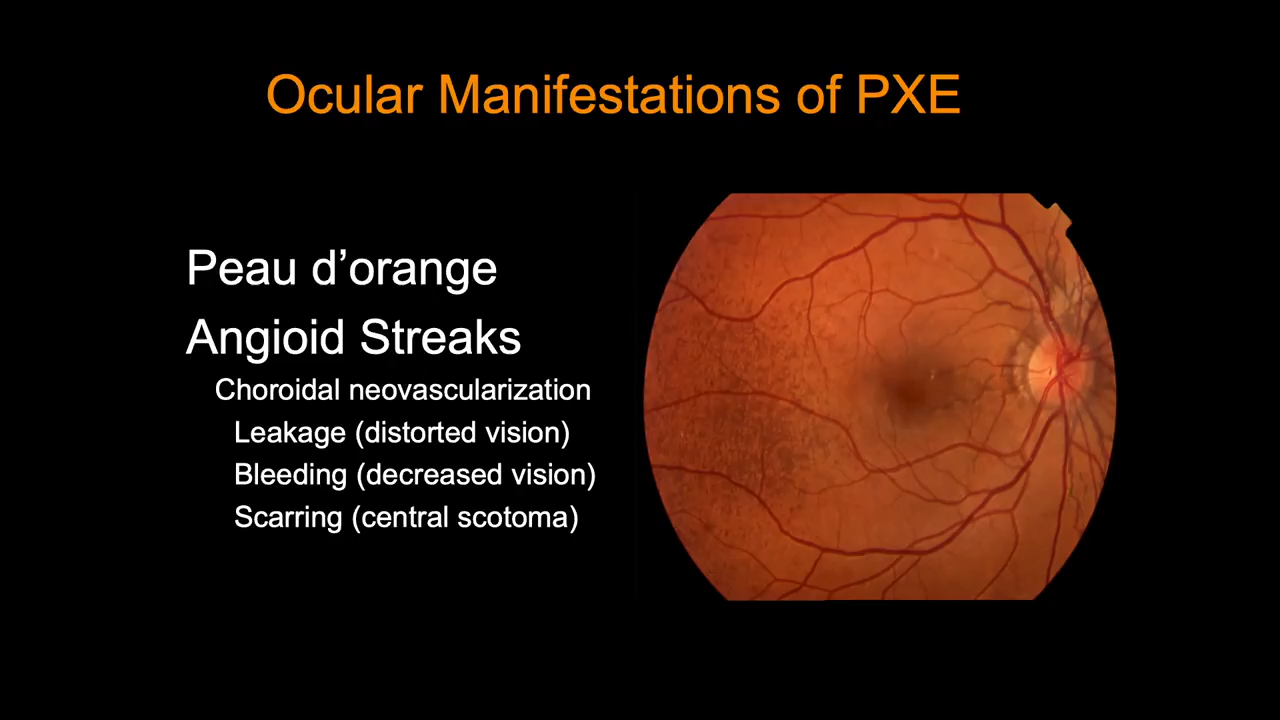 Ocular Manifestations of PXE
Peau d’orange
Angioid Streaks
Choroidal neovascularization
Leakage (distorted vision)
Bleeding (decreased vision)
Scarring (central scotoma)